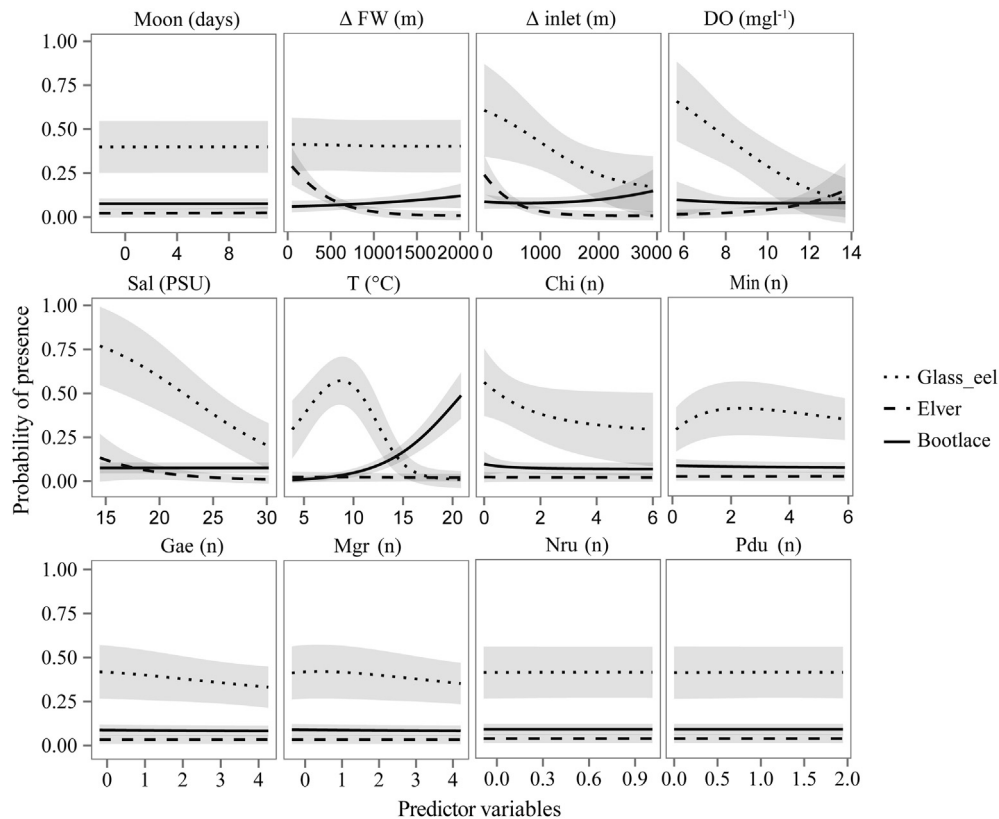 Moon (days)
Δ FW (m)
Δ inlet (m)
DO (mgl⁻¹)
1.00
0.75
0.50
0.25
0.00
0 4 8
0 500 1000 1500 2000
0 1000 2000 3000
6 8 10 12 14
Sal (PSU)
T (°C)
Chi (n)
Min (n)
1.00
0.75
0.50
0.25
0.00
15 20 25 30
5 10 15 20
0 2 4 6
0 2 4 6
Gae (n)
Mgr (n)
Nru (n)
Pdu (n)
1.00
0.75
0.50
0.25
0.00
0 1 2 3 4
0 1 2 3 4
0.0 0.3 0.6 0.9
0.0 0.5 1.0 1.5 2.0
Probability of presence
Predictor variables
Glass_eel
Elver
Bootlace